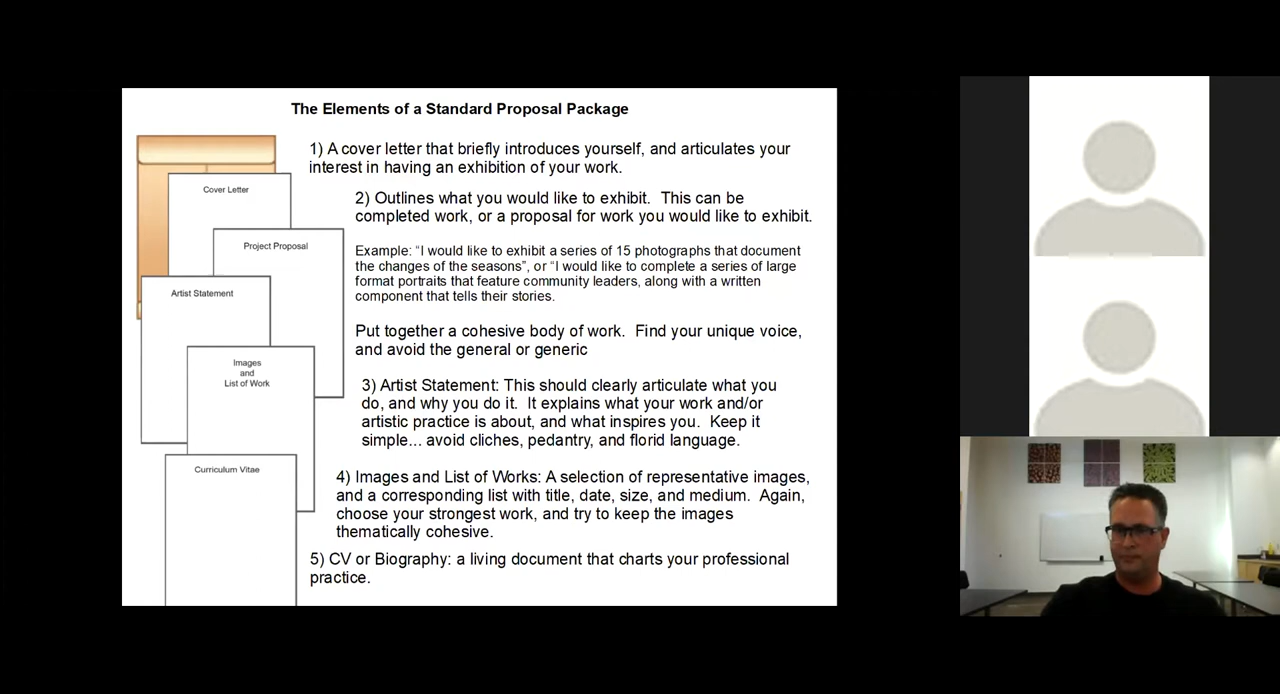 The Elements of a Standard Proposal Package
1) A cover letter that briefly introduces yourself, and articulates your
interest in having an exhibition of your work.
Cover Letter
2) Outlines what you would like to exhibit.  This can be
completed work, or a proposal for work you would like to exhibit.
Project Proposal
Example: “I would like to exhibit a series of 15 photographs that document
the changes of the seasons”, or “I would like to complete a series of large
format portraits that feature community leaders, along with a written
component that tells their stories.
Artist Statement
Put together a cohesive body of work.  Find your unique voice,
and avoid the general or generic
Images
and
List of Work
3) Artist Statement: This should clearly articulate what you
do, and why you do it.  It explains what your work and/or
artistic practice is about, and what inspires you.  Keep it
simple... avoid cliches, pedantry, and florid language.
Curriculum Vitae
4) Images and List of Works: A selection of representative images,
and a corresponding list with title, date, size, and medium.  Again,
choose your strongest work, and try to keep the images
thematically cohesive.
5) CV or Biography: a living document that charts your professional
practice.